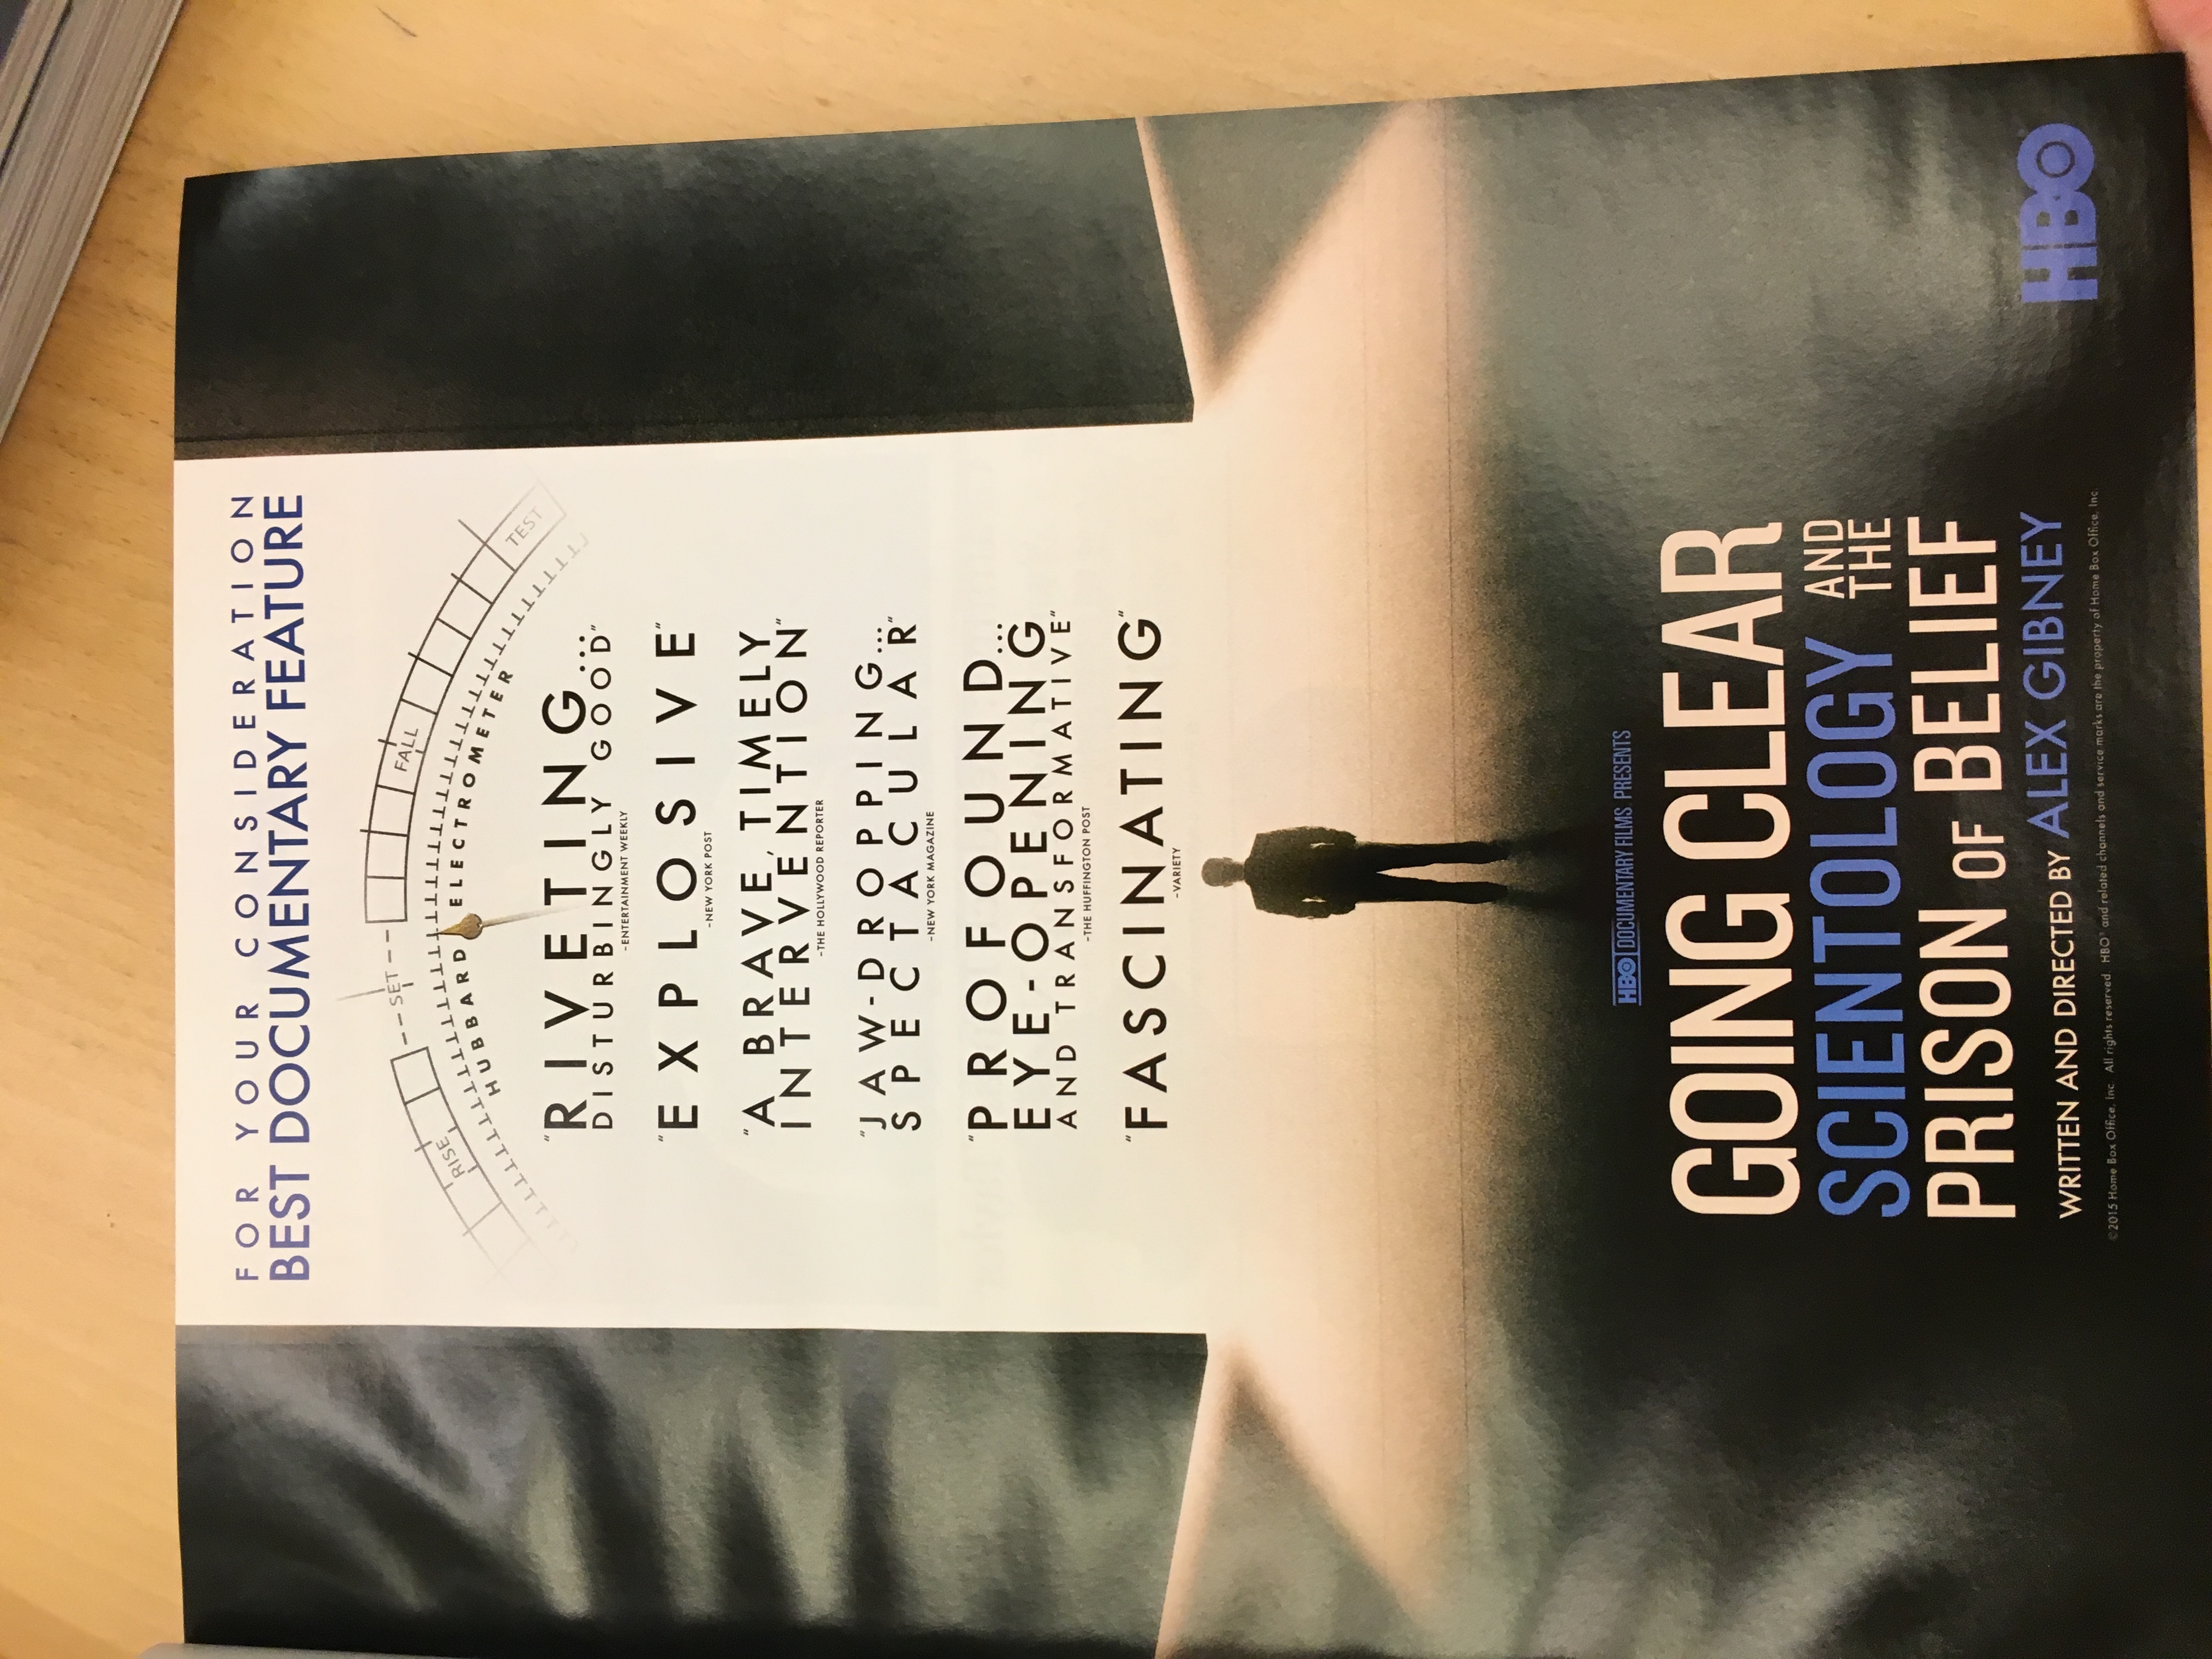 FOR YOUR CONSIDERATION
BEST DOCUMENTARY FEATURE
RISE
SET
FALL
TEST
HUBBARD ELECTROMETER
"RIVETING...
DISTURBINGLY GOOD"
-ENTERTAINMENT WEEKLY
"EXPLOSIVE"
-NEW YORK POST
"A BRAVE, TIMELY
INTERVENTION"
-THE HOLLYWOOD REPORTER
"JAW-DROPPING...
SPECTACULAR"
-NEW YORK MAGAZINE
"PROFOUND...
EYE-OPENING
AND TRANSFORMATIVE"
-THE HUFFINGTON POST
"FASCINATING"
-VARIETY
HBO DOCUMENTARY FILMS PRESENTS
GOING CLEAR
SCIENTOLOGY AND THE
PRISON OF BELIEF
WRITTEN AND DIRECTED BY ALEX GIBNEY
HBO®
©2015 Home Box Office, Inc. All rights reserved. HBO® and related channels and service marks are the property of Home Box Office, Inc.